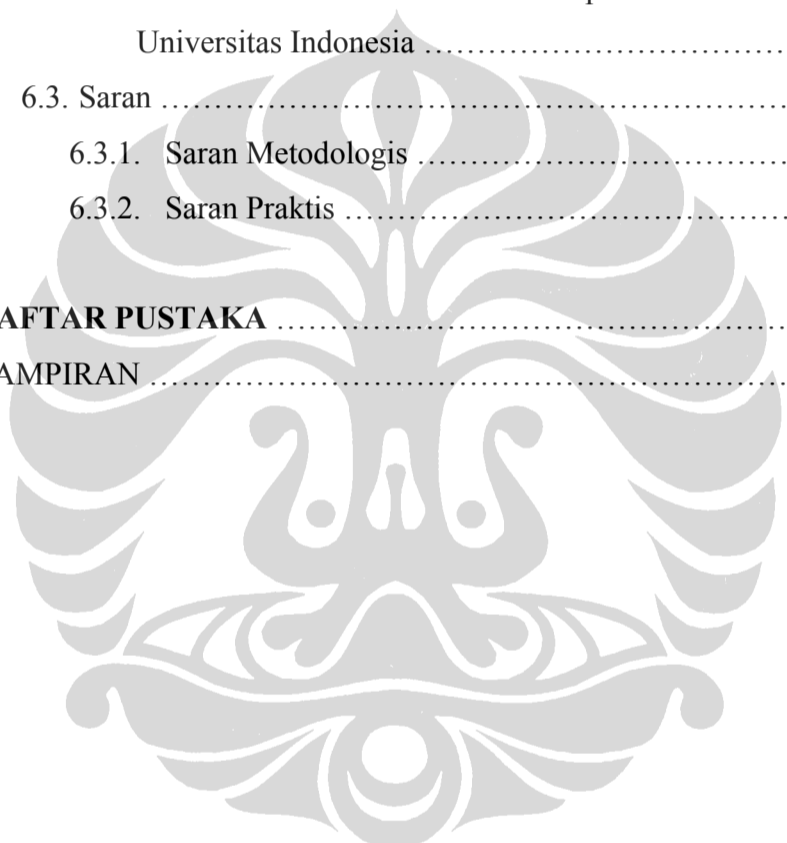 Universitas Indonesia ……………………………
6.3. Saran ………………………………………………………
6.3.1. Saran Metodologis ………………………………
6.3.2. Saran Praktis ………………………………………
AFTAR PUSTAKA ……………………………………………
AMPIRAN ………………………………………………………